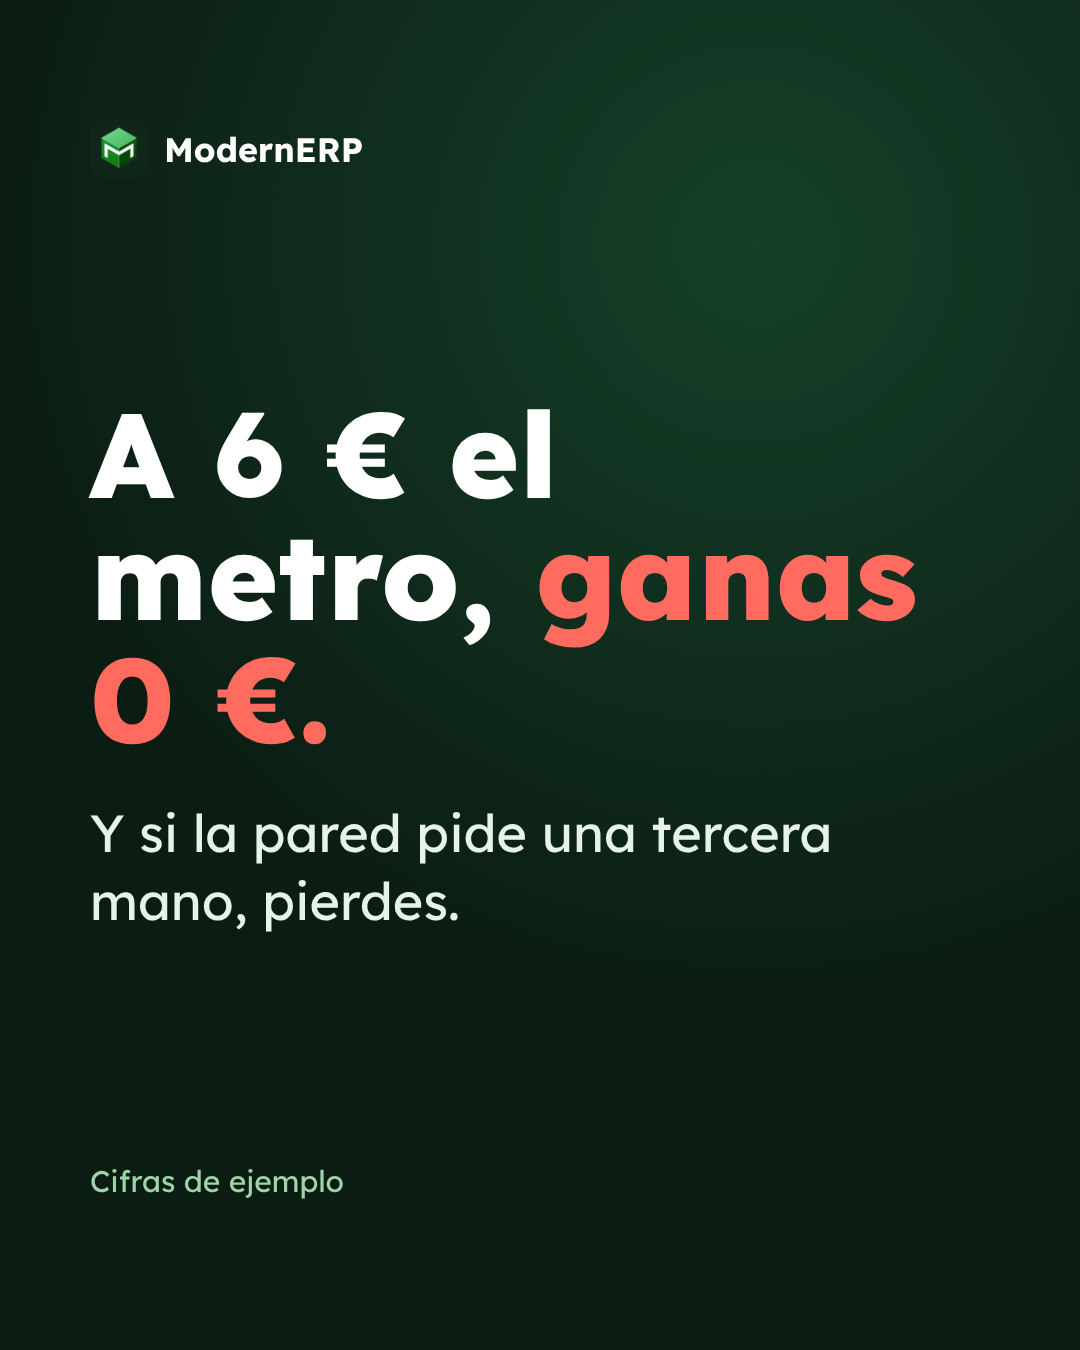 ModernERP
A 6 € el
metro, ganas
0 €.
Y si la pared pide una tercera
mano, pierdes.
Cifras de ejemplo